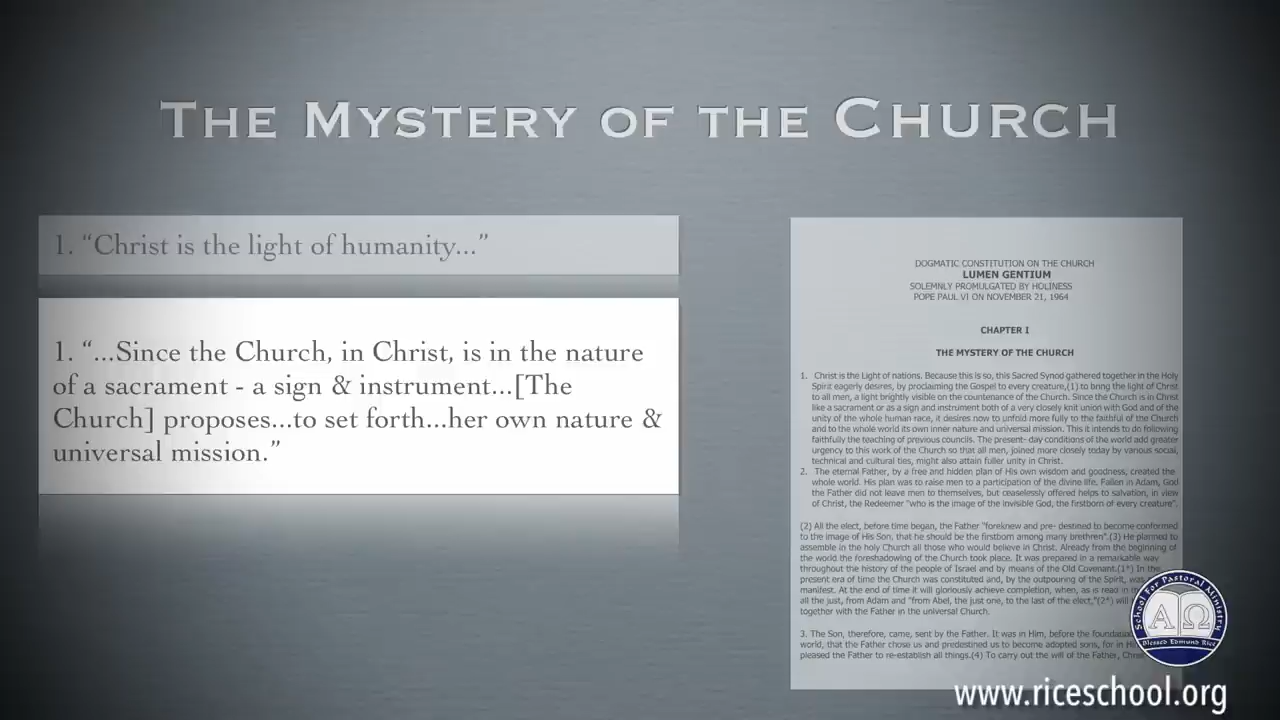 THE MYSTERY OF THE CHURCH
1. “Christ is the light of humanity...”
1. “...Since the Church, in Christ, is in the nature
of a sacrament - a sign & instrument...[The
Church] proposes...to set forth...her own nature &
universal mission.”
DOGMATIC CONSTITUTION ON THE CHURCH
LUMEN GENTIUM
SOLEMNLY PROMULGATED BY HOLINESS
POPE PAUL VI ON NOVEMBER 21, 1964
CHAPTER I
THE MYSTERY OF THE CHURCH
1. Christ is the Light of nations. Because this is so, this Sacred Synod gathered together in the Holy
Spirit eagerly desires, by proclaiming the Gospel to every creature,(1) to bring the light of Christ
to all men, a light brightly visible on the countenance of the Church. Since the Church is in Christ
like a sacrament or as a sign and instrument both of a very closely knit union with God and of the
unity of the whole human race, it desires now to unfold more fully to the faithful of the Church
and to the whole world its own inner nature and universal mission. This it intends to do following
faithfully the teaching of previous councils. The present- day conditions of the world add greater
urgency to this work of the Church so that all men, joined more closely today by various social,
technical and cultural ties, might also attain fuller unity in Christ.
2. The eternal Father, by a free and hidden plan of His own wisdom and goodness, created the
whole world. His plan was to raise men to a participation of the divine life. Fallen in Adam, God
the Father did not leave men to themselves, but ceaselessly offered helps to salvation, in view
of Christ, the Redeemer "who is the image of the invisible God, the firstborn of every creature".
(2) All the elect, before time began, the Father "foreknew and pre- destined to become conformed
to the image of His Son, that he should be the firstborn among many brethren".(3) He planned to
assemble in the holy Church all those who would believe in Christ. Already from the beginning of
the world the foreshadowing of the Church took place. It was prepared in a remarkable way
throughout the history of the people of Israel and by means of the Old Covenant.(1*) In the
present era of time the Church was constituted and, by the outpouring of the Spirit, was
manifest. At the end of time it will gloriously achieve completion, when, as is read in
all the just, from Adam and "from Abel, the just one, to the last of the elect,"(2*) will
together with the Father in the universal Church.
3. The Son, therefore, came, sent by the Father. It was in Him, before the
world, that the Father chose us and predestined us to become adopted sons, for in
pleased the Father to re-establish all things.(4) To carry out the will of the Father,
School For Pastoral Ministry
Α Ω
Blessed Edmund Rice
www.riceschool.org